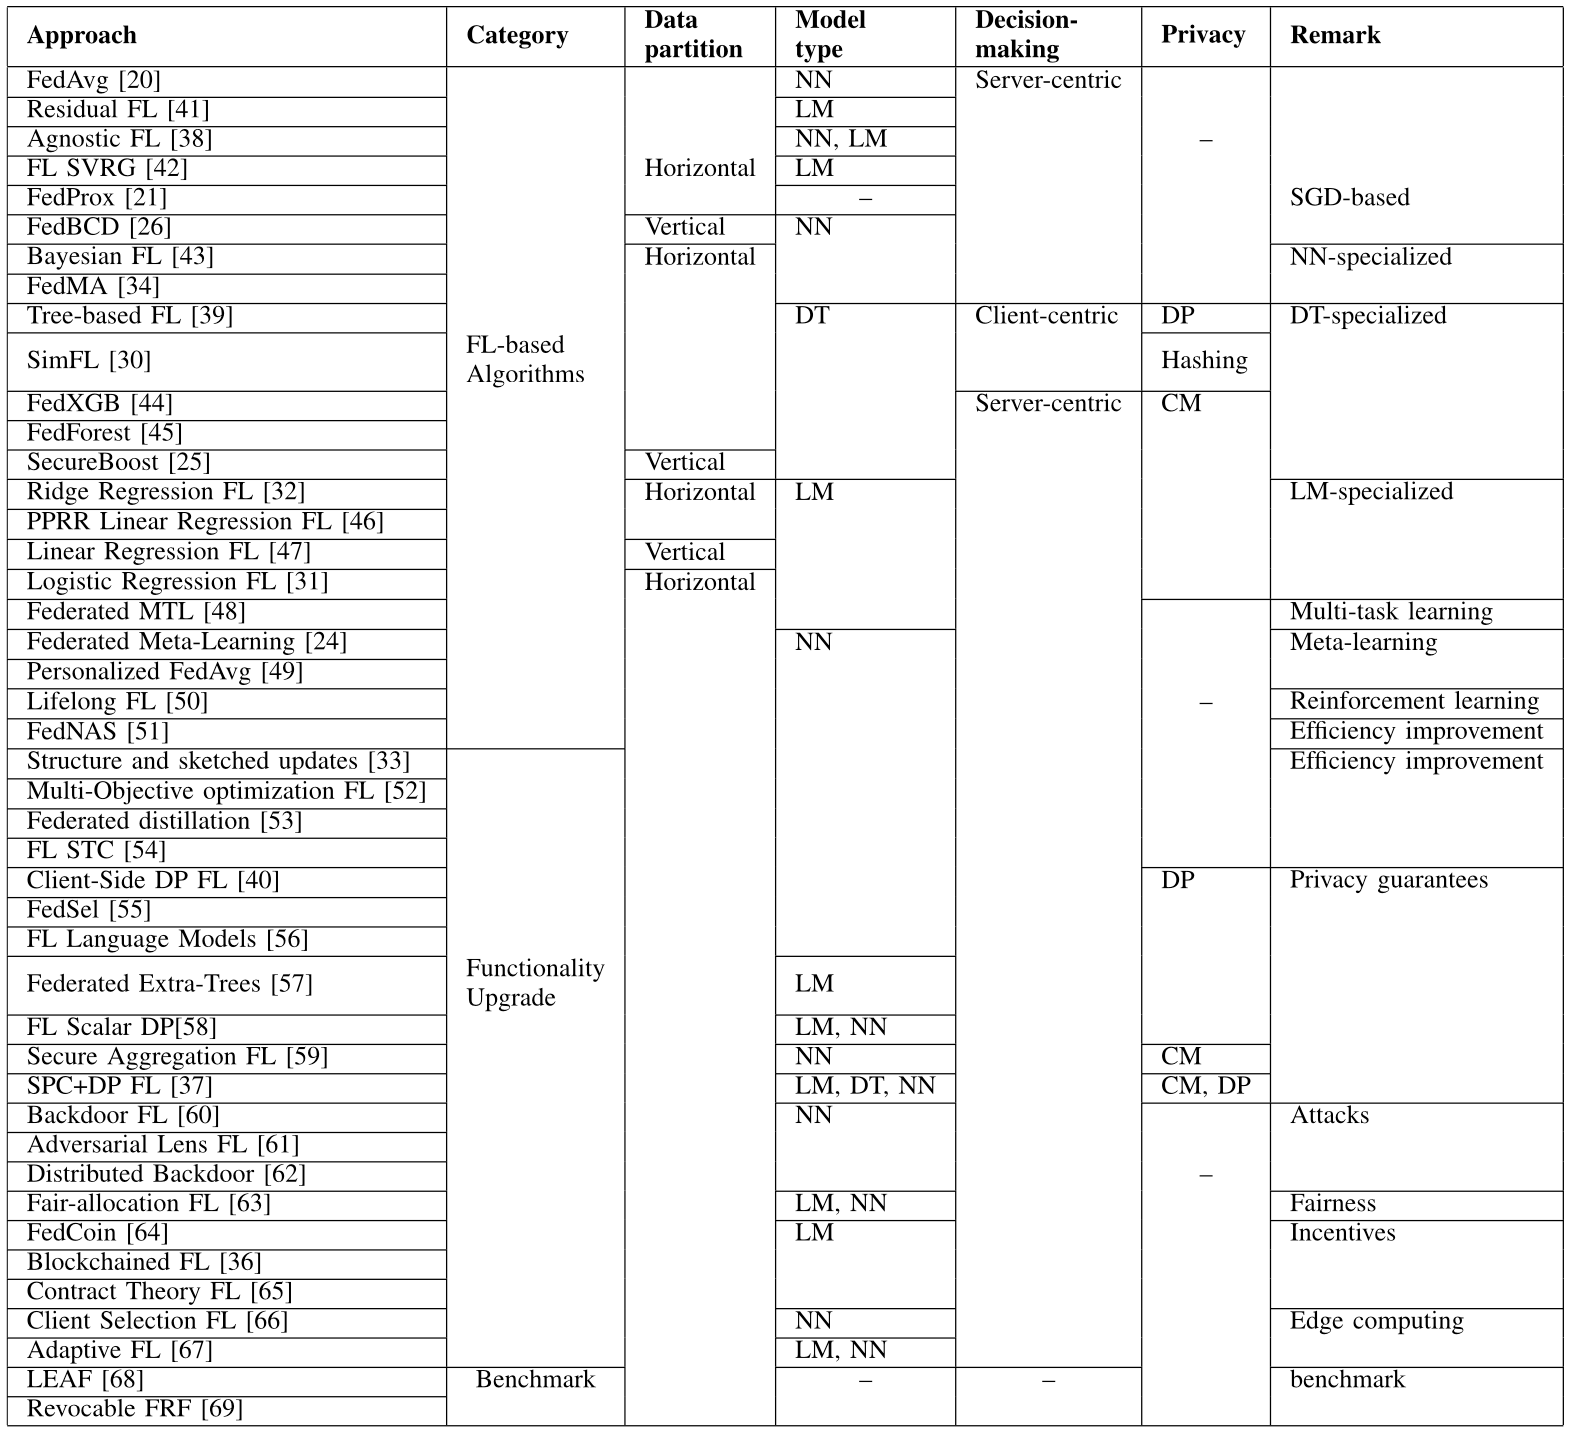 Approach Category Data partition Model type Decision-making Privacy Remark
FedAvg [20] NN Server-centric
Residual FL [41] LM
Agnostic FL [38] NN, LM –
FL SVRG [42] Horizontal LM
FedProx [21] – SGD-based
FedBCD [26] Vertical NN
Bayesian FL [43] Horizontal NN-specialized
FedMA [34]
Tree-based FL [39] DT Client-centric DP DT-specialized
SimFL [30] FL-based Algorithms Hashing
FedXGB [44] Server-centric CM
FedForest [45]
SecureBoost [25] Vertical
Ridge Regression FL [32] Horizontal LM LM-specialized
PPRR Linear Regression FL [46]
Linear Regression FL [47] Vertical
Logistic Regression FL [31] Horizontal
Federated MTL [48] Multi-task learning
Federated Meta-Learning [24] NN Meta-learning
Personalized FedAvg [49]
Lifelong FL [50] – Reinforcement learning
FedNAS [51] Efficiency improvement
Structure and sketched updates [33] Efficiency improvement
Multi-Objective optimization FL [52]
Federated distillation [53]
FL STC [54]
Client-Side DP FL [40] DP Privacy guarantees
FedSel [55]
FL Language Models [56]
Federated Extra-Trees [57] Functionality Upgrade LM
FL Scalar DP[58] LM, NN
Secure Aggregation FL [59] NN CM
SPC+DP FL [37] LM, DT, NN CM, DP
Backdoor FL [60] NN Attacks
Adversarial Lens FL [61]
Distributed Backdoor [62] –
Fair-allocation FL [63] LM, NN Fairness
FedCoin [64] LM Incentives
Blockchained FL [36]
Contract Theory FL [65]
Client Selection FL [66] NN Edge computing
Adaptive FL [67] LM, NN
LEAF [68] Benchmark – – benchmark
Revocable FRF [69]